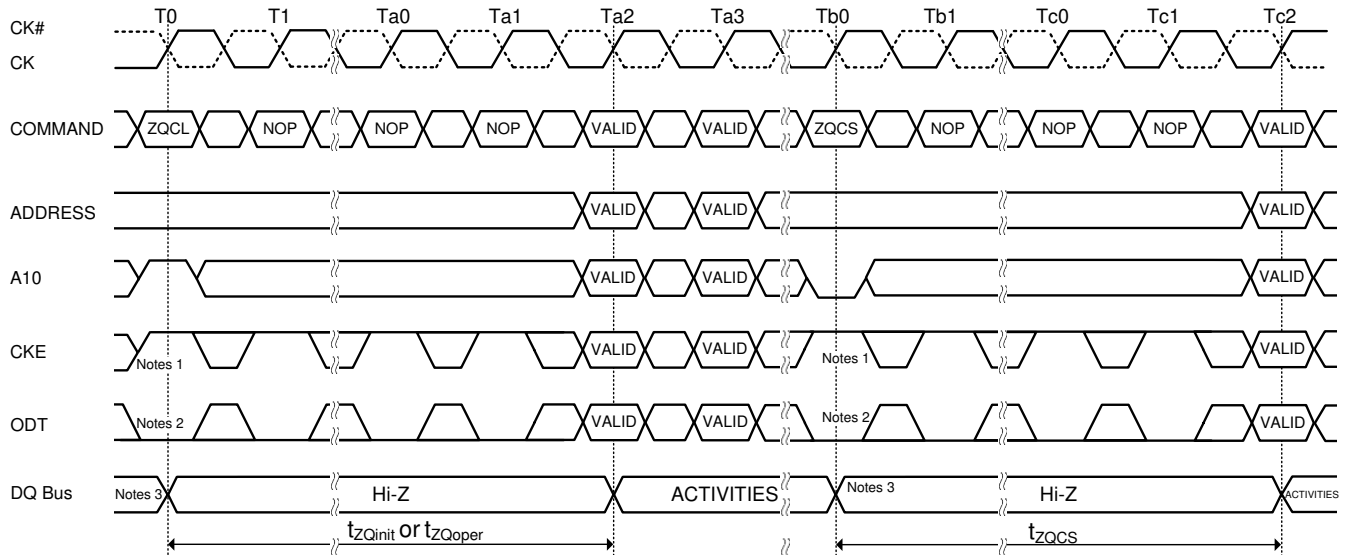 T0 T1 Ta0 Ta1 Ta2 Ta3 Tb0 Tb1 Tc0 Tc1 Tc2
CK#
CK
COMMAND ZQCL NOP NOP NOP VALID VALID ZQCS NOP NOP NOP VALID
ADDRESS VALID VALID VALID
A10 VALID VALID VALID
CKE Notes 1 VALID VALID Notes 1 VALID
ODT Notes 2 VALID VALID Notes 2 VALID
DQ Bus Notes 3 Hi-Z ACTIVITIES Notes 3 Hi-Z ACTIVITIES
tZQinit or tZQoper tZQCS